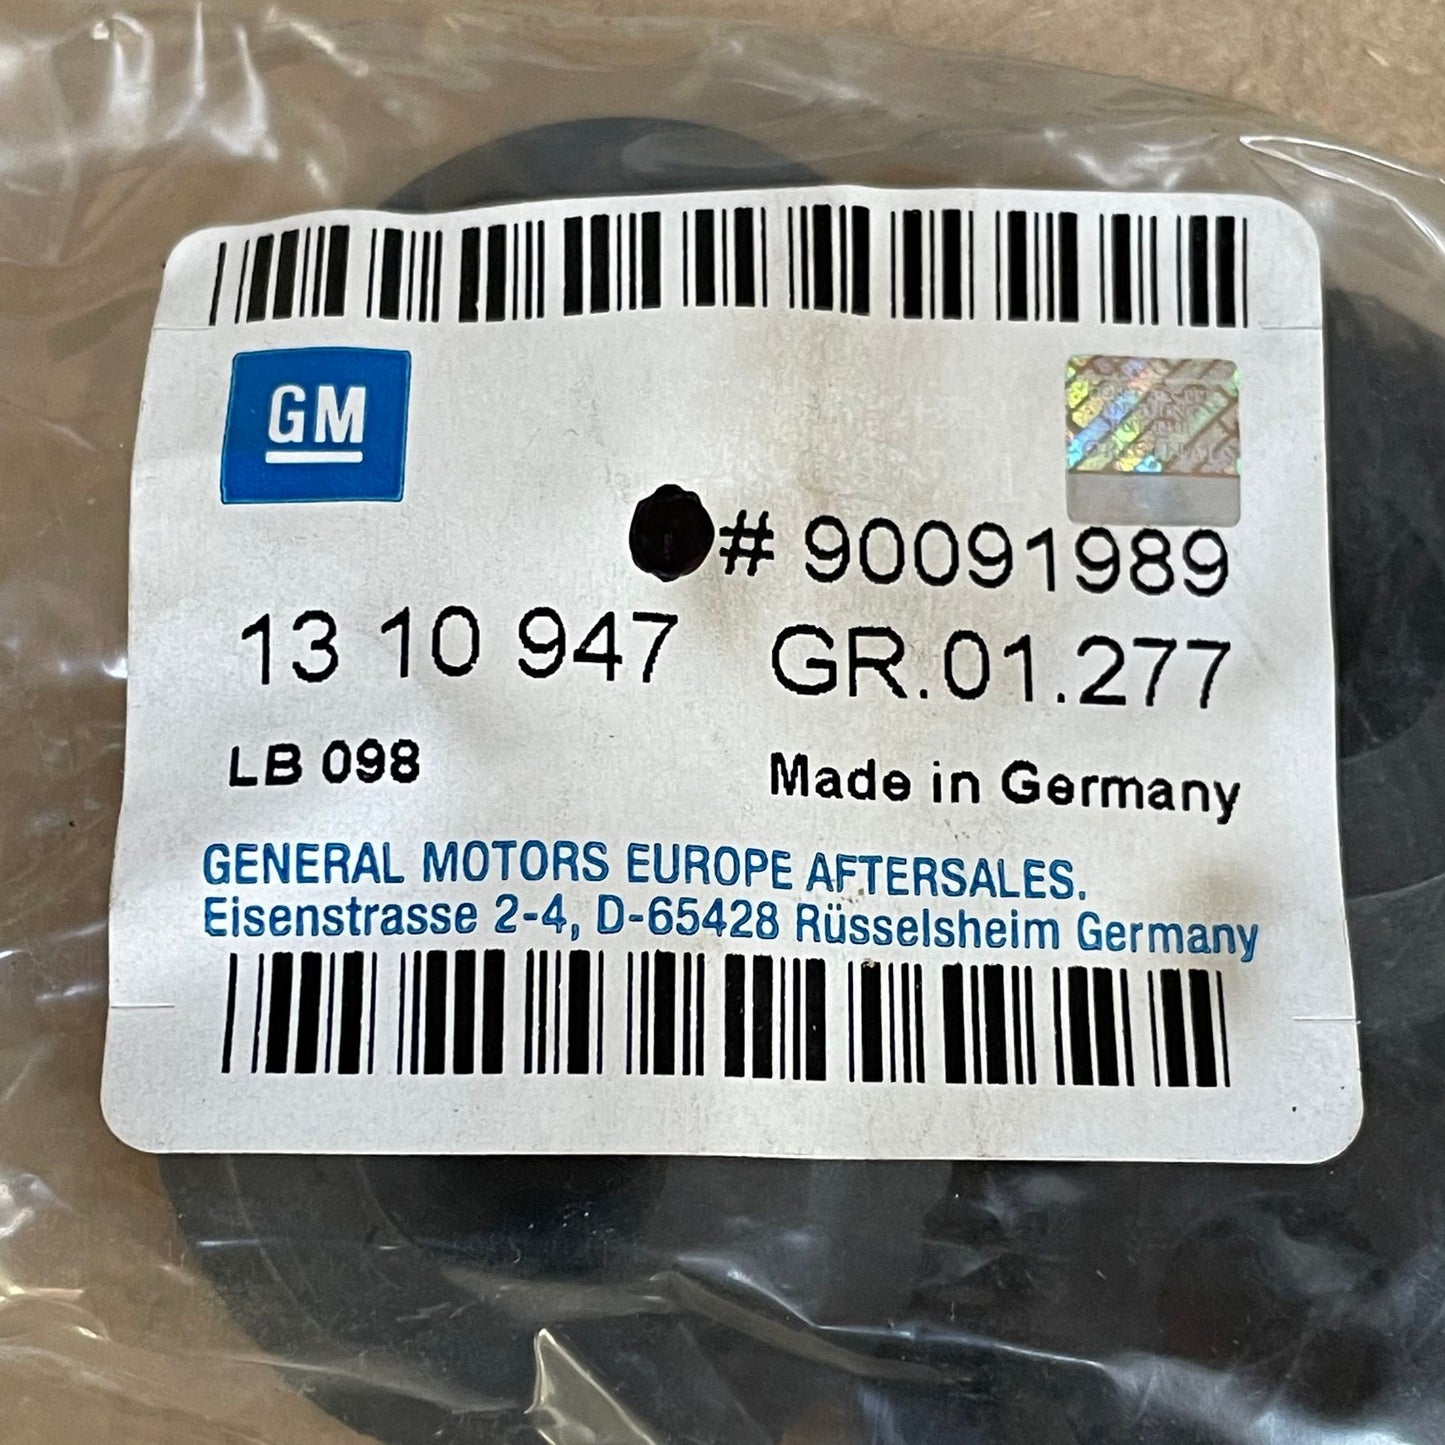 GM
# 90091989
13 10 947 GR.01.277
LB 098 Made in Germany
GENERAL MOTORS EUROPE AFTERSALES.
Eisenstrasse 2-4, D-65428 Rüsselsheim Germany